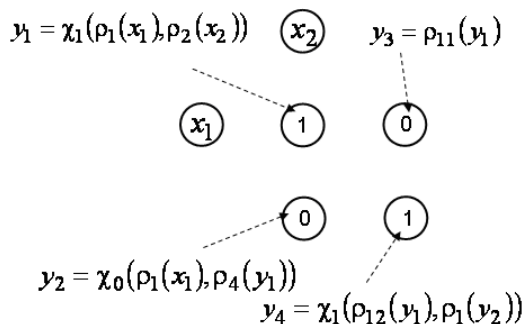 y₁ = χ₁(ρ₁(x₁),ρ₂(x₂))
x₂
y₃ = ρ₁₁(y₁)
x₁
1
0
0
1
y₂ = χ₀(ρ₁(x₁),ρ₄(y₁))
y₄ = χ₁(ρ₁₂(y₁),ρ₁(y₂))